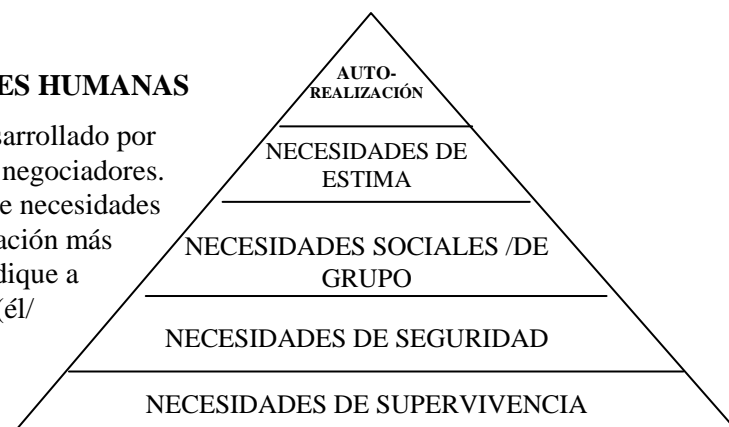 ES HUMANAS
sarrollado por
negociadores.
e necesidades
ación más
dique a
(él/
AUTO-
REALIZACIÓN
NECESIDADES DE
ESTIMA
NECESIDADES SOCIALES /DE
GRUPO
NECESIDADES DE SEGURIDAD
NECESIDADES DE SUPERVIVENCIA